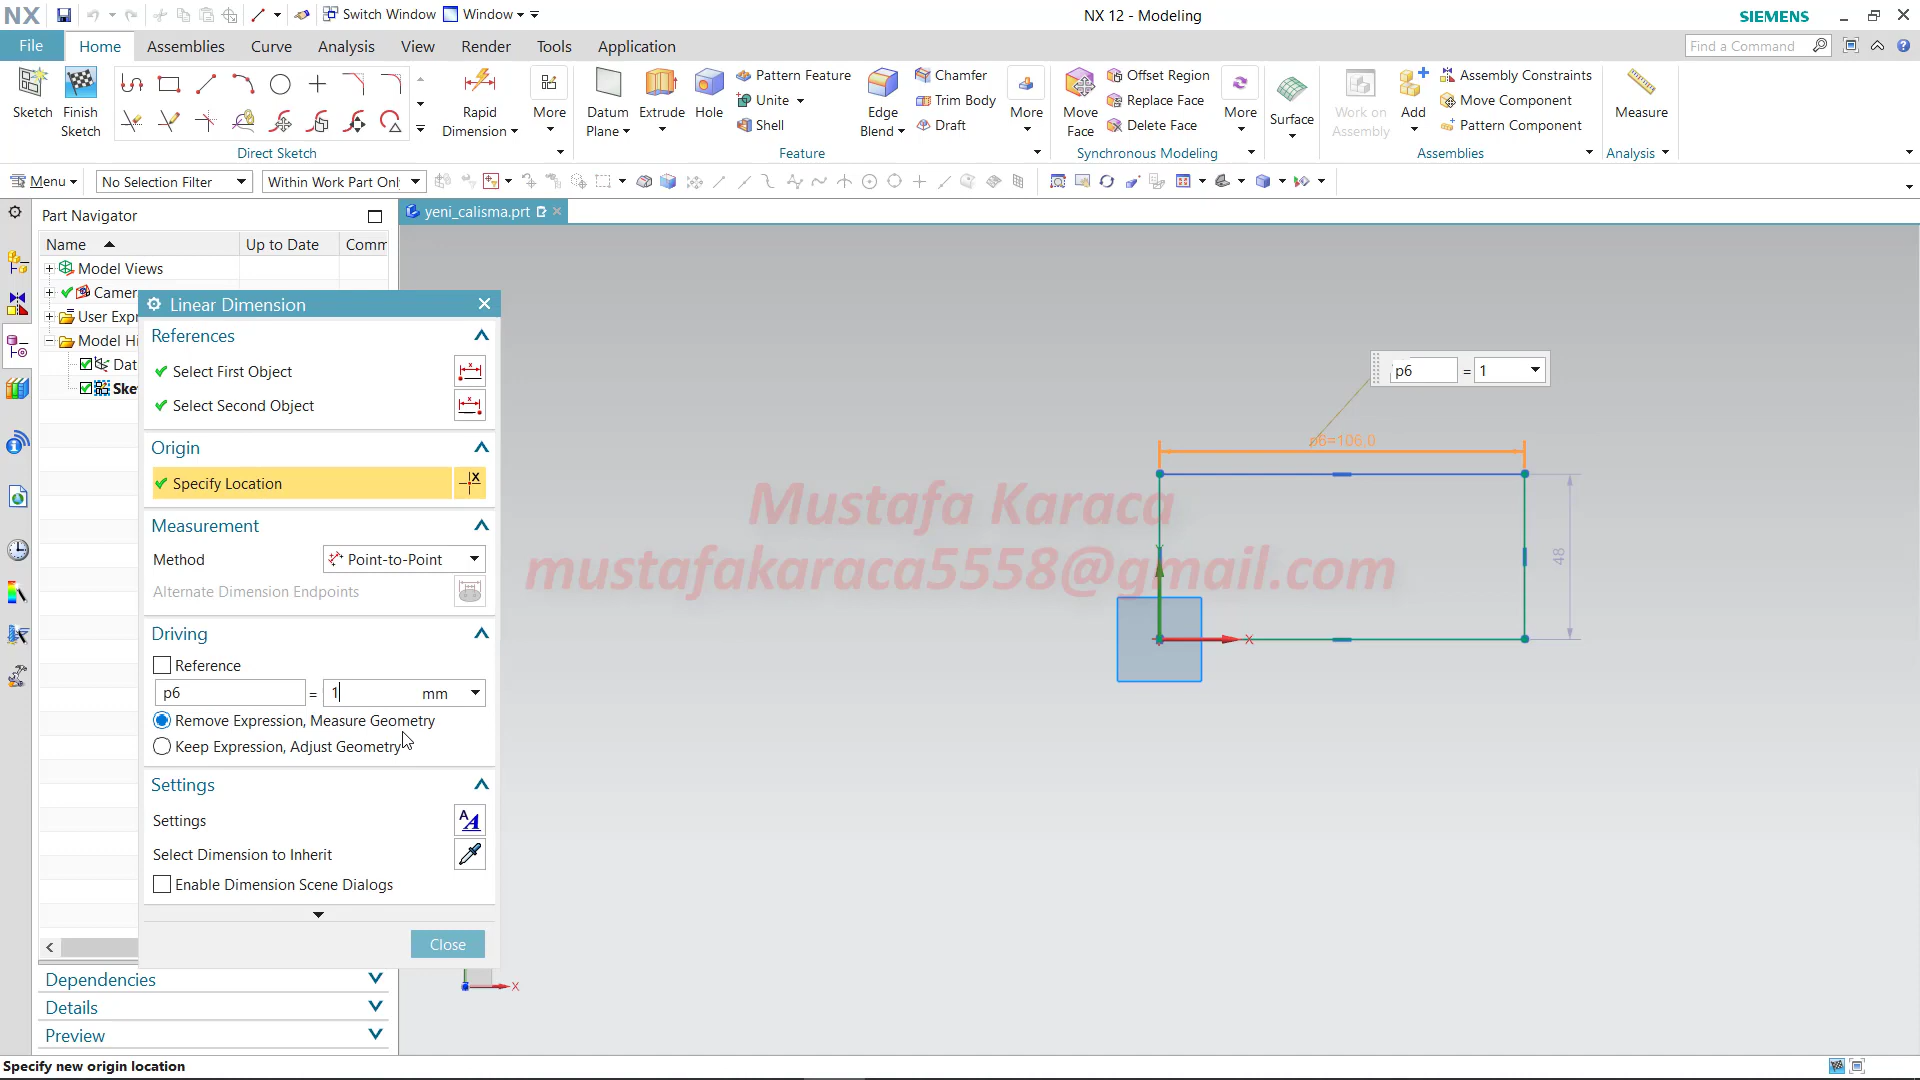 NX
Switch Window
Window
NX 12 - Modeling
SIEMENS
File
Home
Assemblies
Curve
Analysis
View
Render
Tools
Application
Find a Command
Sketch
Finish Sketch
Direct Sketch
Rapid Dimension
More
Datum Plane
Extrude
Hole
Pattern Feature
Unite
Shell
Edge Blend
Chamfer
Trim Body
Draft
More
Feature
Move Face
Offset Region
Replace Face
Delete Face
More
Synchronous Modeling
Surface
Work on Assembly
Add
Assembly Constraints
Move Component
Pattern Component
Assemblies
Measure
Analysis
Menu
No Selection Filter
Within Work Part Onl
Part Navigator
yeni_calisma.prt
Name
Up to Date
Comm
Model Views
Camer
User Expr
Model Hi
Dat
Ske
Linear Dimension
References
Select First Object
Select Second Object
Origin
Specify Location
Measurement
Method
Point-to-Point
Alternate Dimension Endpoints
Driving
Reference
p6 = 1 mm
Remove Expression, Measure Geometry
Keep Expression, Adjust Geometry
Settings
Settings
Select Dimension to Inherit
Enable Dimension Scene Dialogs
Close
p6 = 1
p6=106,0
48
Mustafa Karaca
mustafakaraca5558@gmail.com
Y
X
X
Dependencies
Details
Preview
Specify new origin location